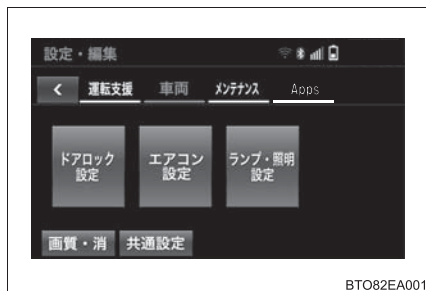 設定・編集
運転支援 車両 メンテナンス Apps
ドアロック
設定
エアコン
設定
ランプ・照明
設定
画質・消 共通設定
BTO82EA001